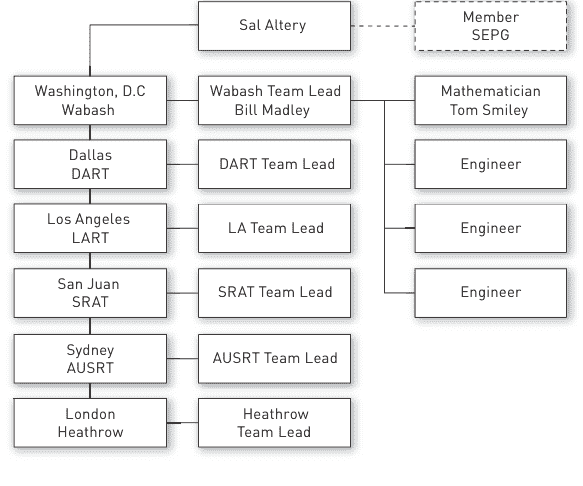 Sal Altery
Member
SEPG
Washington, D.C
Wabash
Wabash Team Lead
Bill Madley
Mathematician
Tom Smiley
Dallas
DART
DART Team Lead
Engineer
Los Angeles
LART
LA Team Lead
Engineer
San Juan
SRAT
SRAT Team Lead
Engineer
Sydney
AUSRT
AUSRT Team Lead
London
Heathrow
Heathrow
Team Lead